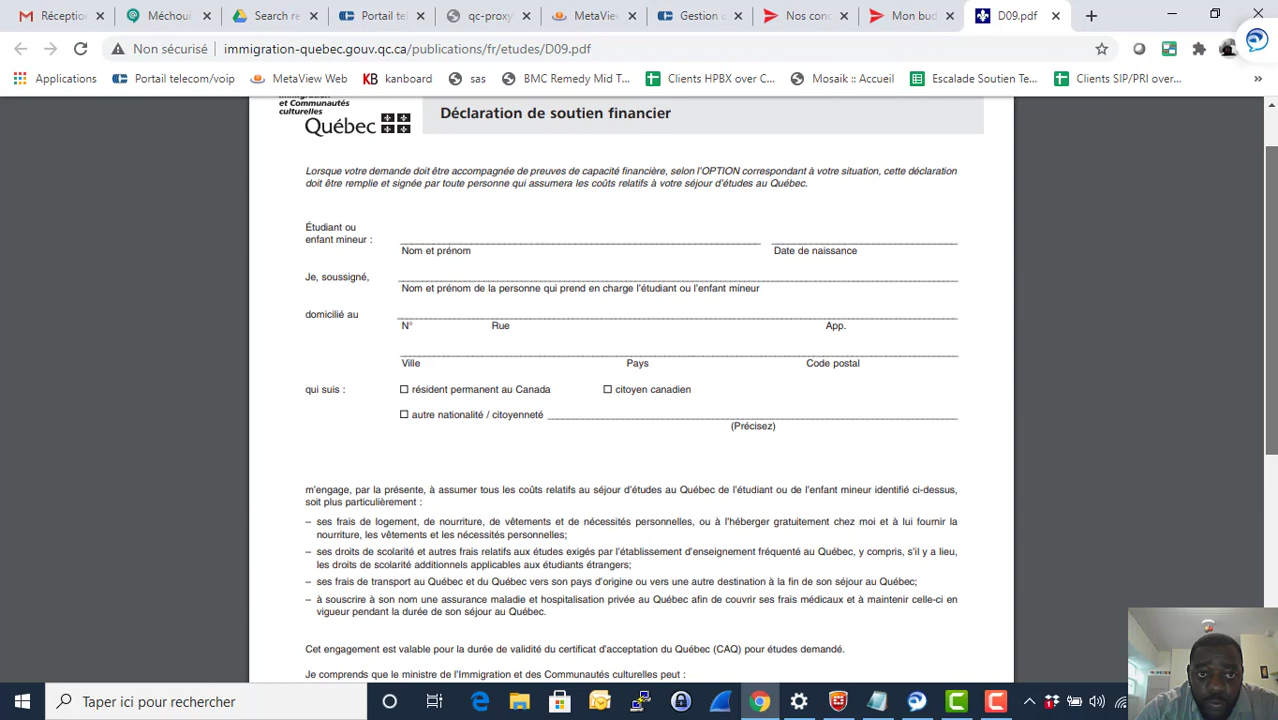 Réception
Méchoui
Search re
Portail tel
qc-proxy
MetaView
Gestion d
Nos cond
Mon bud
D09.pdf
Non sécurisé immigration-quebec.gouv.qc.ca/publications/fr/etudes/D09.pdf
Applications Portail telecom/voip MetaView Web KB kanboard sas BMC Remedy Mid T... Clients HPBX over C... Mosaik :: Accueil Escalade Soutien Te... Clients SIP/PRI over... »
Immigration
et Communautés
culturelles
Québec
Déclaration de soutien financier
Lorsque votre demande doit être accompagnée de preuves de capacité financière, selon l'OPTION correspondant à votre situation, cette déclaration
doit être remplie et signée par toute personne qui assumera les coûts relatifs à votre séjour d'études au Québec.
Étudiant ou
enfant mineur :
Nom et prénom Date de naissance
Je, soussigné,
Nom et prénom de la personne qui prend en charge l'étudiant ou l'enfant mineur
domicilié au
N° Rue App.
Ville Pays Code postal
qui suis : résident permanent au Canada citoyen canadien
autre nationalité / citoyenneté
(Précisez)
m'engage, par la présente, à assumer tous les coûts relatifs au séjour d'études au Québec de l'étudiant ou de l'enfant mineur identifié ci-dessus,
soit plus particulièrement :
– ses frais de logement, de nourriture, de vêtements et de nécessités personnelles, ou à l'héberger gratuitement chez moi et à lui fournir la
nourriture, les vêtements et les nécessités personnelles;
– ses droits de scolarité et autres frais relatifs aux études exigés par l'établissement d'enseignement fréquenté au Québec, y compris, s'il y a lieu,
les droits de scolarité additionnels applicables aux étudiants étrangers;
– ses frais de transport au Québec et du Québec vers son pays d'origine ou vers une autre destination à la fin de son séjour au Québec;
– à souscrire à son nom une assurance maladie et hospitalisation privée au Québec afin de couvrir ses frais médicaux et à maintenir celle-ci en
vigueur pendant la durée de son séjour au Québec.
Cet engagement est valable pour la durée de validité du certificat d'acceptation du Québec (CAQ) pour études demandé.
Je comprends que le ministre de l'Immigration et des Communautés culturelles peut :
Taper ici pour rechercher